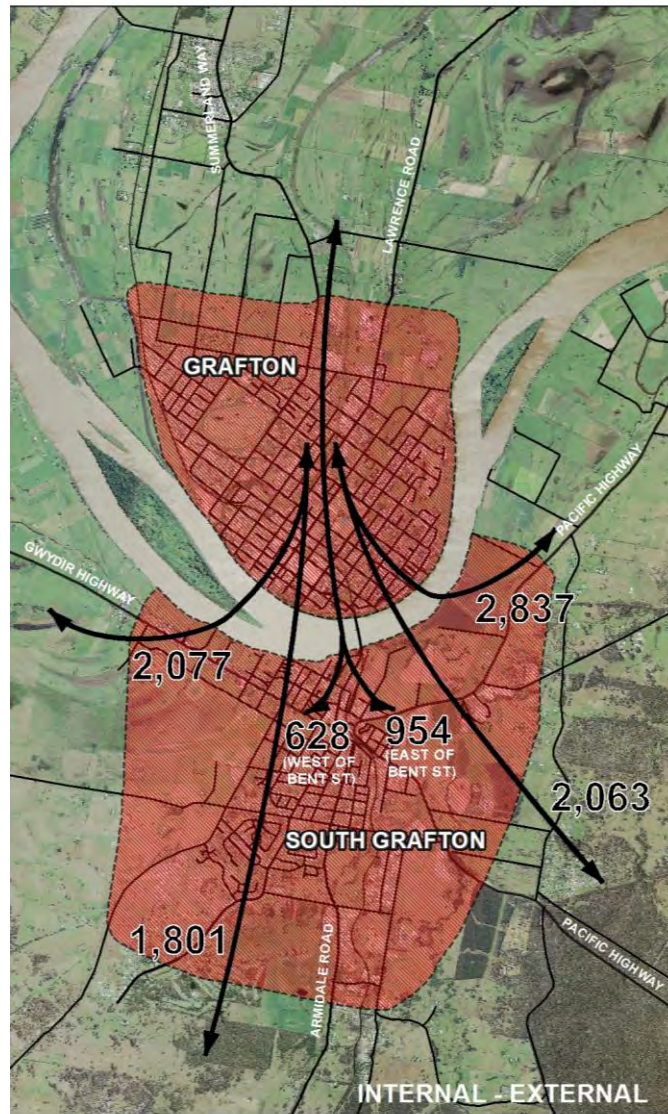 SUMMERLAND WAY
LAWRENCE ROAD
GRAFTON
PACIFIC HIGHWAY
GWYDIR HIGHWAY
2,837
2,077
628
(WEST OF
BENT ST)
954
(EAST OF
BENT ST)
2,063
SOUTH GRAFTON
1,801
ARMIDALE ROAD
PACIFIC HIGHWAY
INTERNAL - EXTERNAL